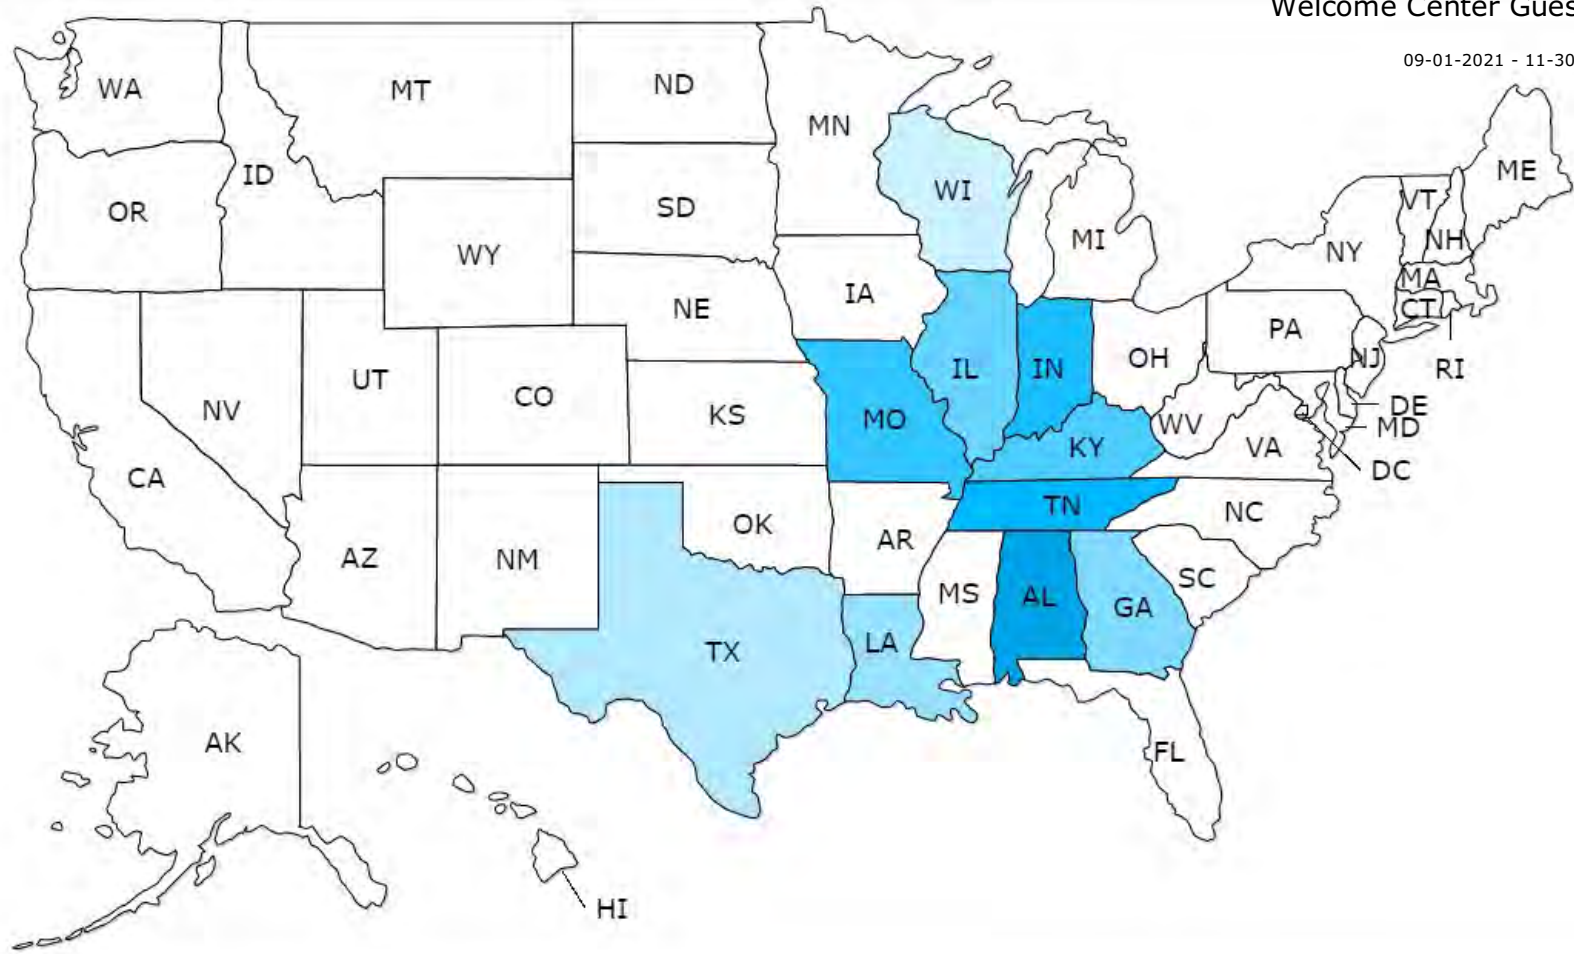 Welcome Center Gues
09-01-2021 - 11-30
WA
MT
ND
MN
ID
OR
SD
WY
WI
MI
ME
VT
NH
NY
MA
CT
RI
IA
NE
PA
NJ
OH
IL
IN
UT
CO
NV
KS
MO
KY
WV
VA
DE
MD
DC
CA
OK
TN
NC
AZ
NM
AR
MS
AL
GA
SC
TX
LA
FL
AK
HI